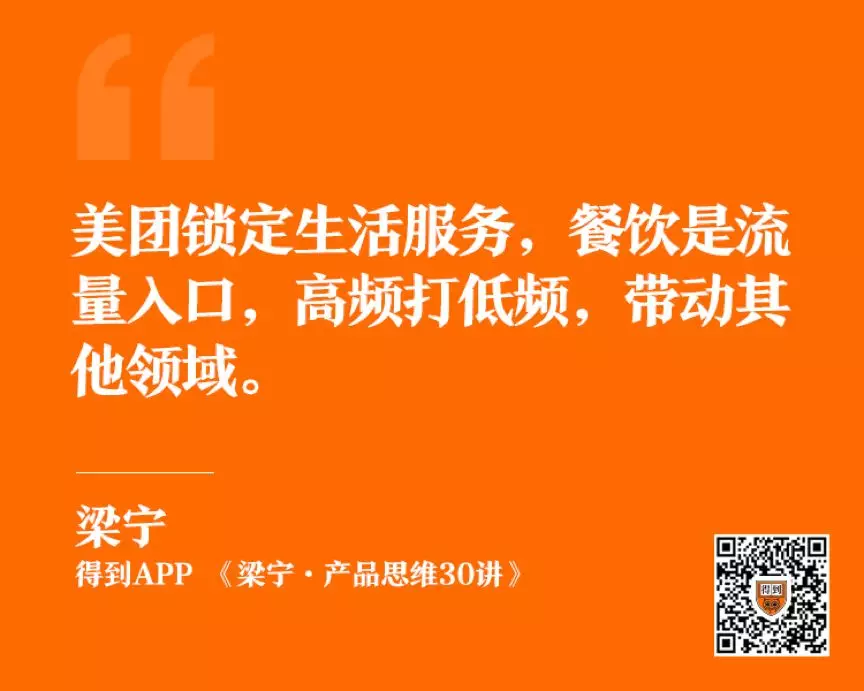 美团锁定生活服务，餐饮是流
量入口，高频打低频，带动其
他领域。
梁宁
得到APP 《梁宁·产品思维30讲》
得到